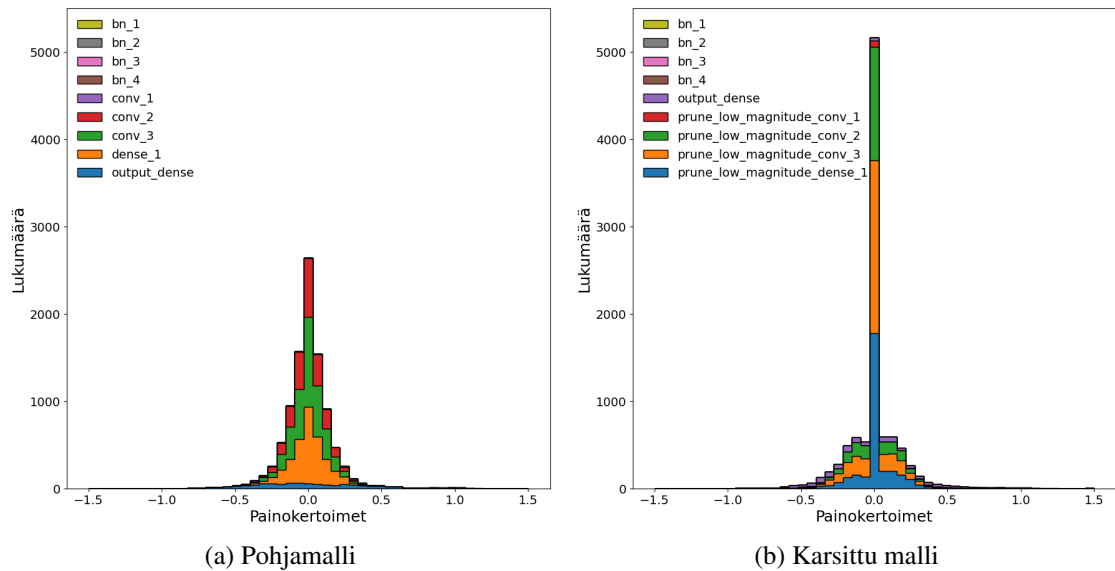 bn_1
bn_2
bn_3
bn_4
conv_1
conv_2
conv_3
dense_1
output_dense
5000
4000
3000
2000
1000
0
Lukumäärä
−1.5
−1.0
−0.5
0.0
0.5
1.0
1.5
Painokertoimet
(a) Pohjamalli
bn_1
bn_2
bn_3
bn_4
output_dense
prune_low_magnitude_conv_1
prune_low_magnitude_conv_2
prune_low_magnitude_conv_3
prune_low_magnitude_dense_1
5000
4000
3000
2000
1000
0
Lukumäärä
−1.5
−1.0
−0.5
0.0
0.5
1.0
1.5
Painokertoimet
(b) Karsittu malli